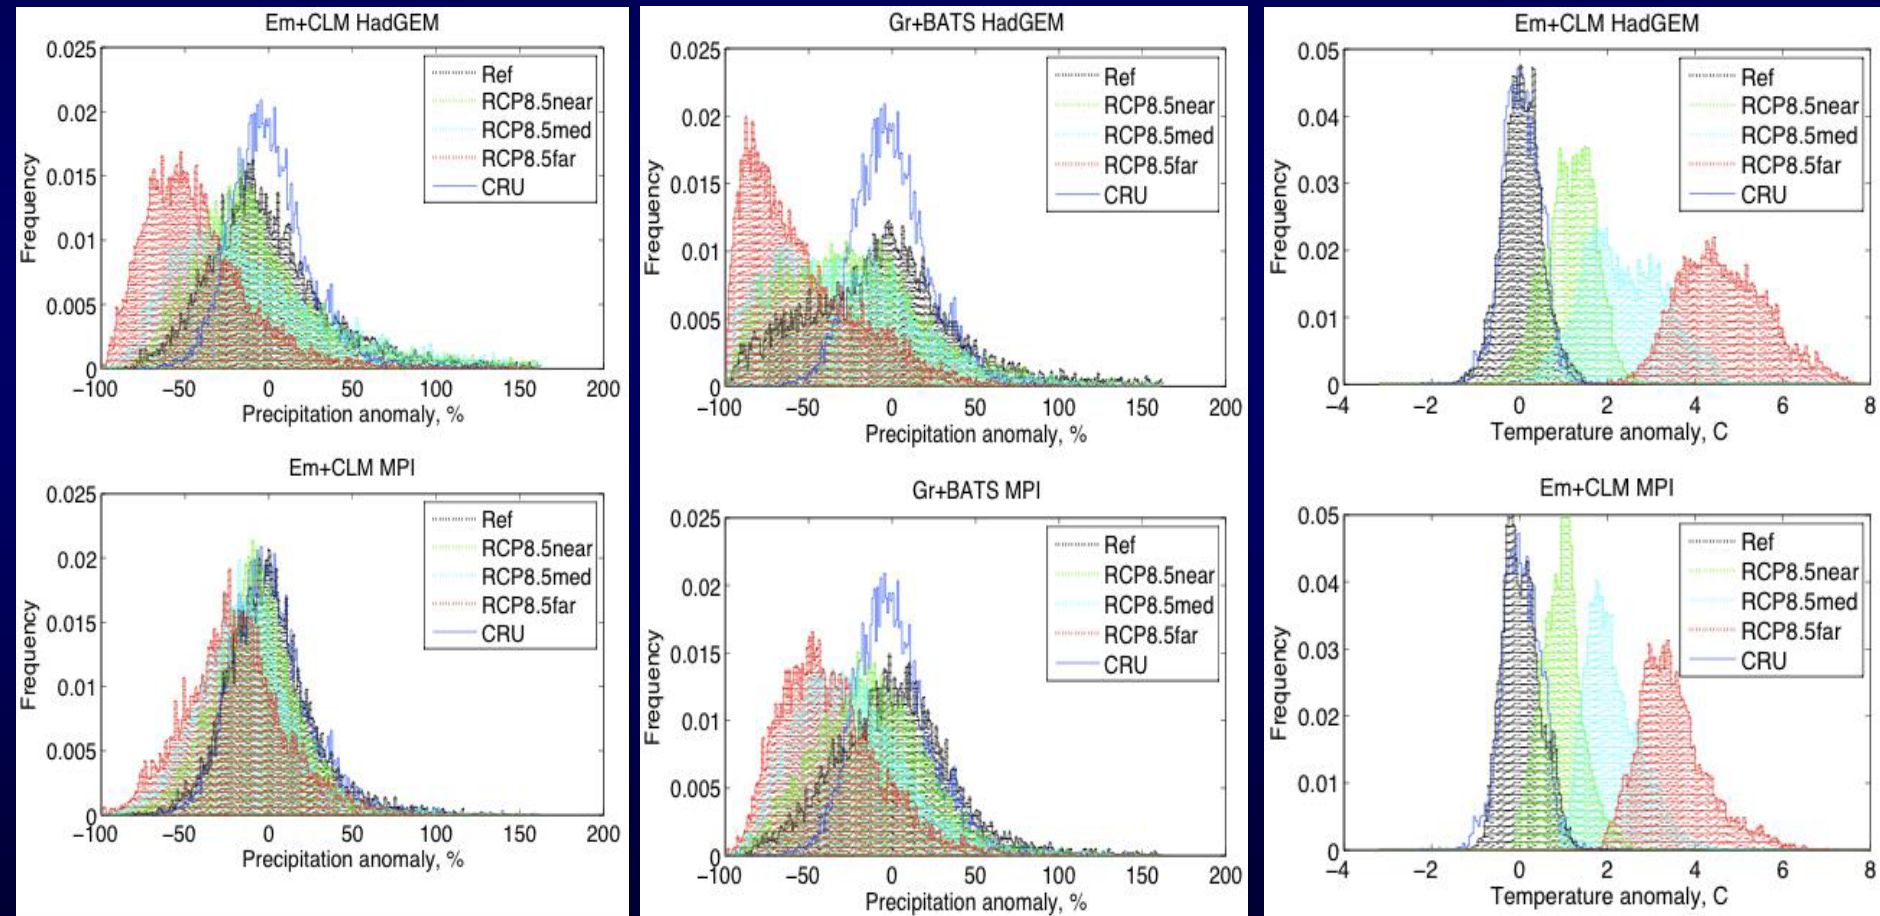 Em+CLM HadGEM
0.025
0.02
0.015
0.01
0.005
0
Frequency
Ref
RCP8.5near
RCP8.5med
RCP8.5far
CRU
−100 −50 0 50 100 150 200
Precipitation anomaly, %
Gr+BATS HadGEM
0.025
0.02
0.015
0.01
0.005
0
Frequency
Ref
RCP8.5near
RCP8.5med
RCP8.5far
CRU
−100 −50 0 50 100 150 200
Precipitation anomaly, %
Em+CLM HadGEM
0.05
0.04
0.03
0.02
0.01
0
Frequency
Ref
RCP8.5near
RCP8.5med
RCP8.5far
CRU
−4 −2 0 2 4 6 8
Temperature anomaly, C
Em+CLM MPI
0.025
0.02
0.015
0.01
0.005
0
Frequency
Ref
RCP8.5near
RCP8.5med
RCP8.5far
CRU
−100 −50 0 50 100 150 200
Precipitation anomaly, %
Gr+BATS MPI
0.025
0.02
0.015
0.01
0.005
0
Frequency
Ref
RCP8.5near
RCP8.5med
RCP8.5far
CRU
−100 −50 0 50 100 150 200
Precipitation anomaly, %
Em+CLM MPI
0.05
0.04
0.03
0.02
0.01
0
Frequency
Ref
RCP8.5near
RCP8.5med
RCP8.5far
CRU
−4 −2 0 2 4 6 8
Temperature anomaly, C